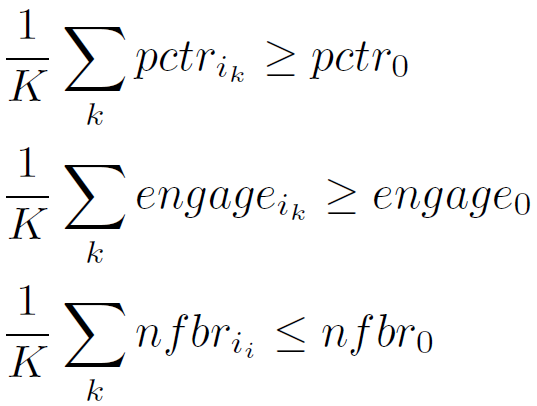 \frac{1}{K} \sum_{k} pctr_{i_k} \geq pctr_0
\frac{1}{K} \sum_{k} engage_{i_k} \geq engage_0
\frac{1}{K} \sum_{k} nfbr_{i_i} \leq nfbr_0